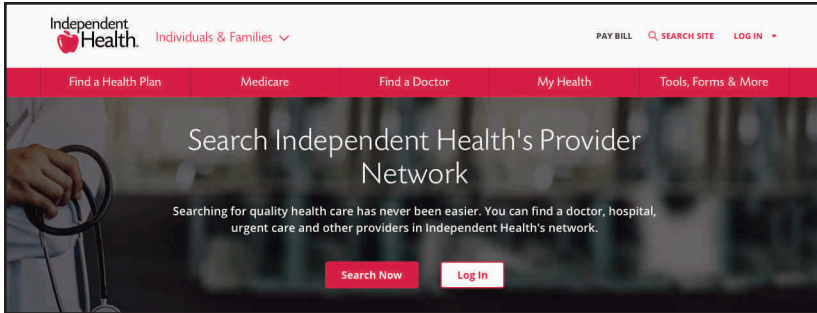 Independent
Health.
Individuals & Families
PAY BILL
SEARCH SITE
LOG IN
Find a Health Plan
Medicare
Find a Doctor
My Health
Tools, Forms & More
Search Independent Health's Provider
Network
Searching for quality health care has never been easier. You can find a doctor, hospital,
urgent care and other providers in Independent Health's network.
Search Now
Log In